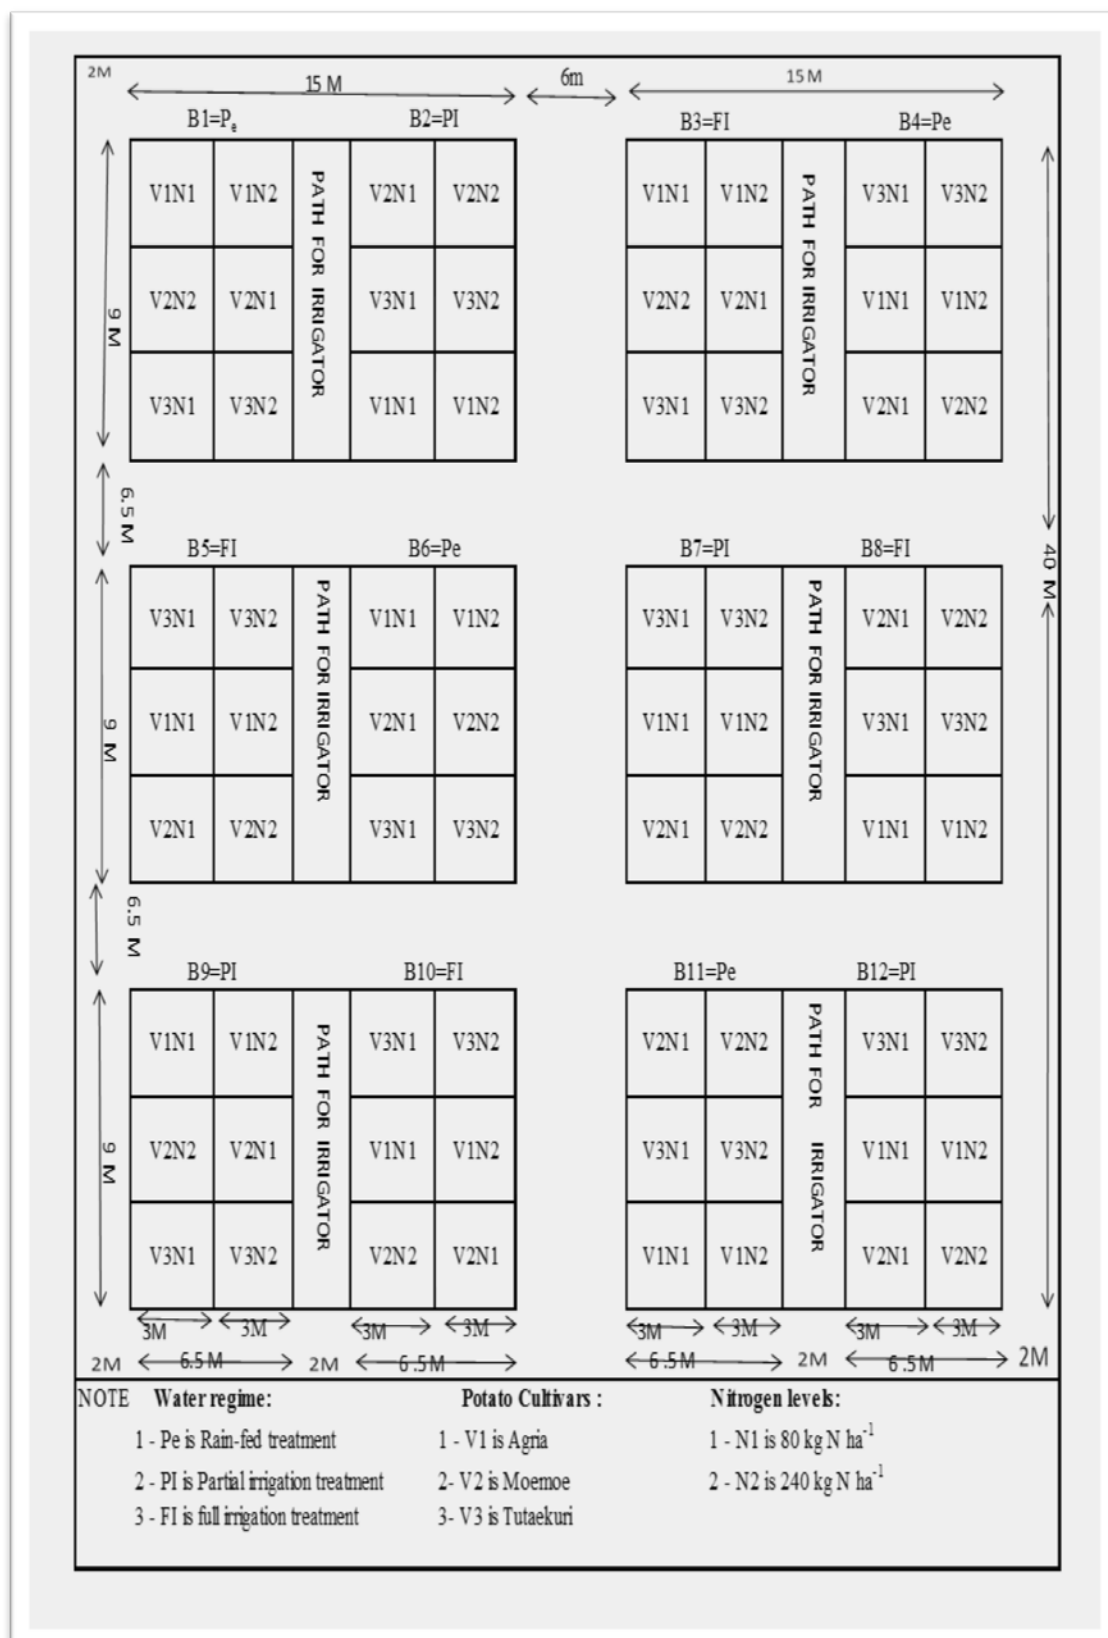 2M 15 M 6m 15 M
B1=Pe B2=PI B3=FI B4=Pe
V1N1 V1N2 V2N1 V2N2 V1N1 V1N2 V3N1 V3N2
V2N2 V2N1 V3N1 V3N2 V2N2 V2N1 V1N1 V1N2
V3N1 V3N2 V1N1 V1N2 V3N1 V3N2 V2N1 V2N2
PATH FOR IRRIGATOR
PATH FOR IRRIGATOR
9 M
6.5 M
40 M
B5=FI B6=Pe B7=PI B8=FI
V3N1 V3N2 V1N1 V1N2 V3N1 V3N2 V2N1 V2N2
V1N1 V1N2 V2N1 V2N2 V1N1 V1N2 V3N1 V3N2
V2N1 V2N2 V3N1 V3N2 V2N1 V2N2 V1N1 V1N2
PATH FOR IRRIGATOR
PATH FOR IRRIGATOR
9 M
6.5 M
B9=PI B10=FI B11=Pe B12=PI
V1N1 V1N2 V3N1 V3N2 V2N1 V2N2 V3N1 V3N2
V2N2 V2N1 V1N1 V1N2 V3N1 V3N2 V1N1 V1N2
V3N1 V3N2 V2N2 V2N1 V1N1 V1N2 V2N1 V2N2
PATH FOR IRRIGATOR
PATH FOR IRRIGATOR
9 M
3M 3M 3M 3M 3M 3M 3M 3M
2M 6.5M 2M 6.5M 6.5M 2M 6.5M 2M
NOTE Water regime: Potato Cultivars : Nitrogen levels:
1 - Pe is Rain-fed treatment 1 - V1 is Agria 1 - N1 is 80 kg N ha-1
2 - PI is Partial irrigation treatment 2- V2 is Moemoe 2 - N2 is 240 kg N ha-1
3 - FI is full irrigation treatment 3- V3 is Tutaekuri